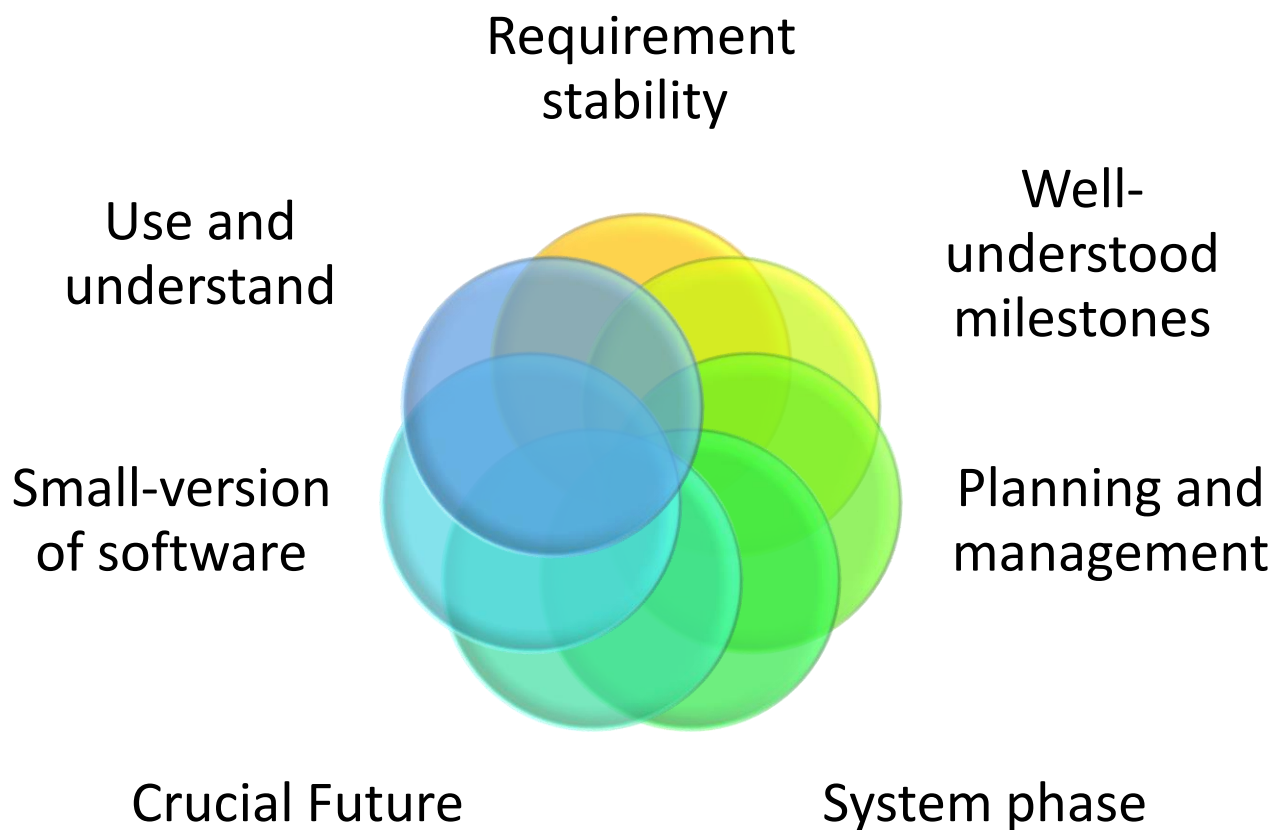 Requirement
stability
Well-
understood
milestones
Planning and
management
System phase
Crucial Future
Small-version
of software
Use and
understand